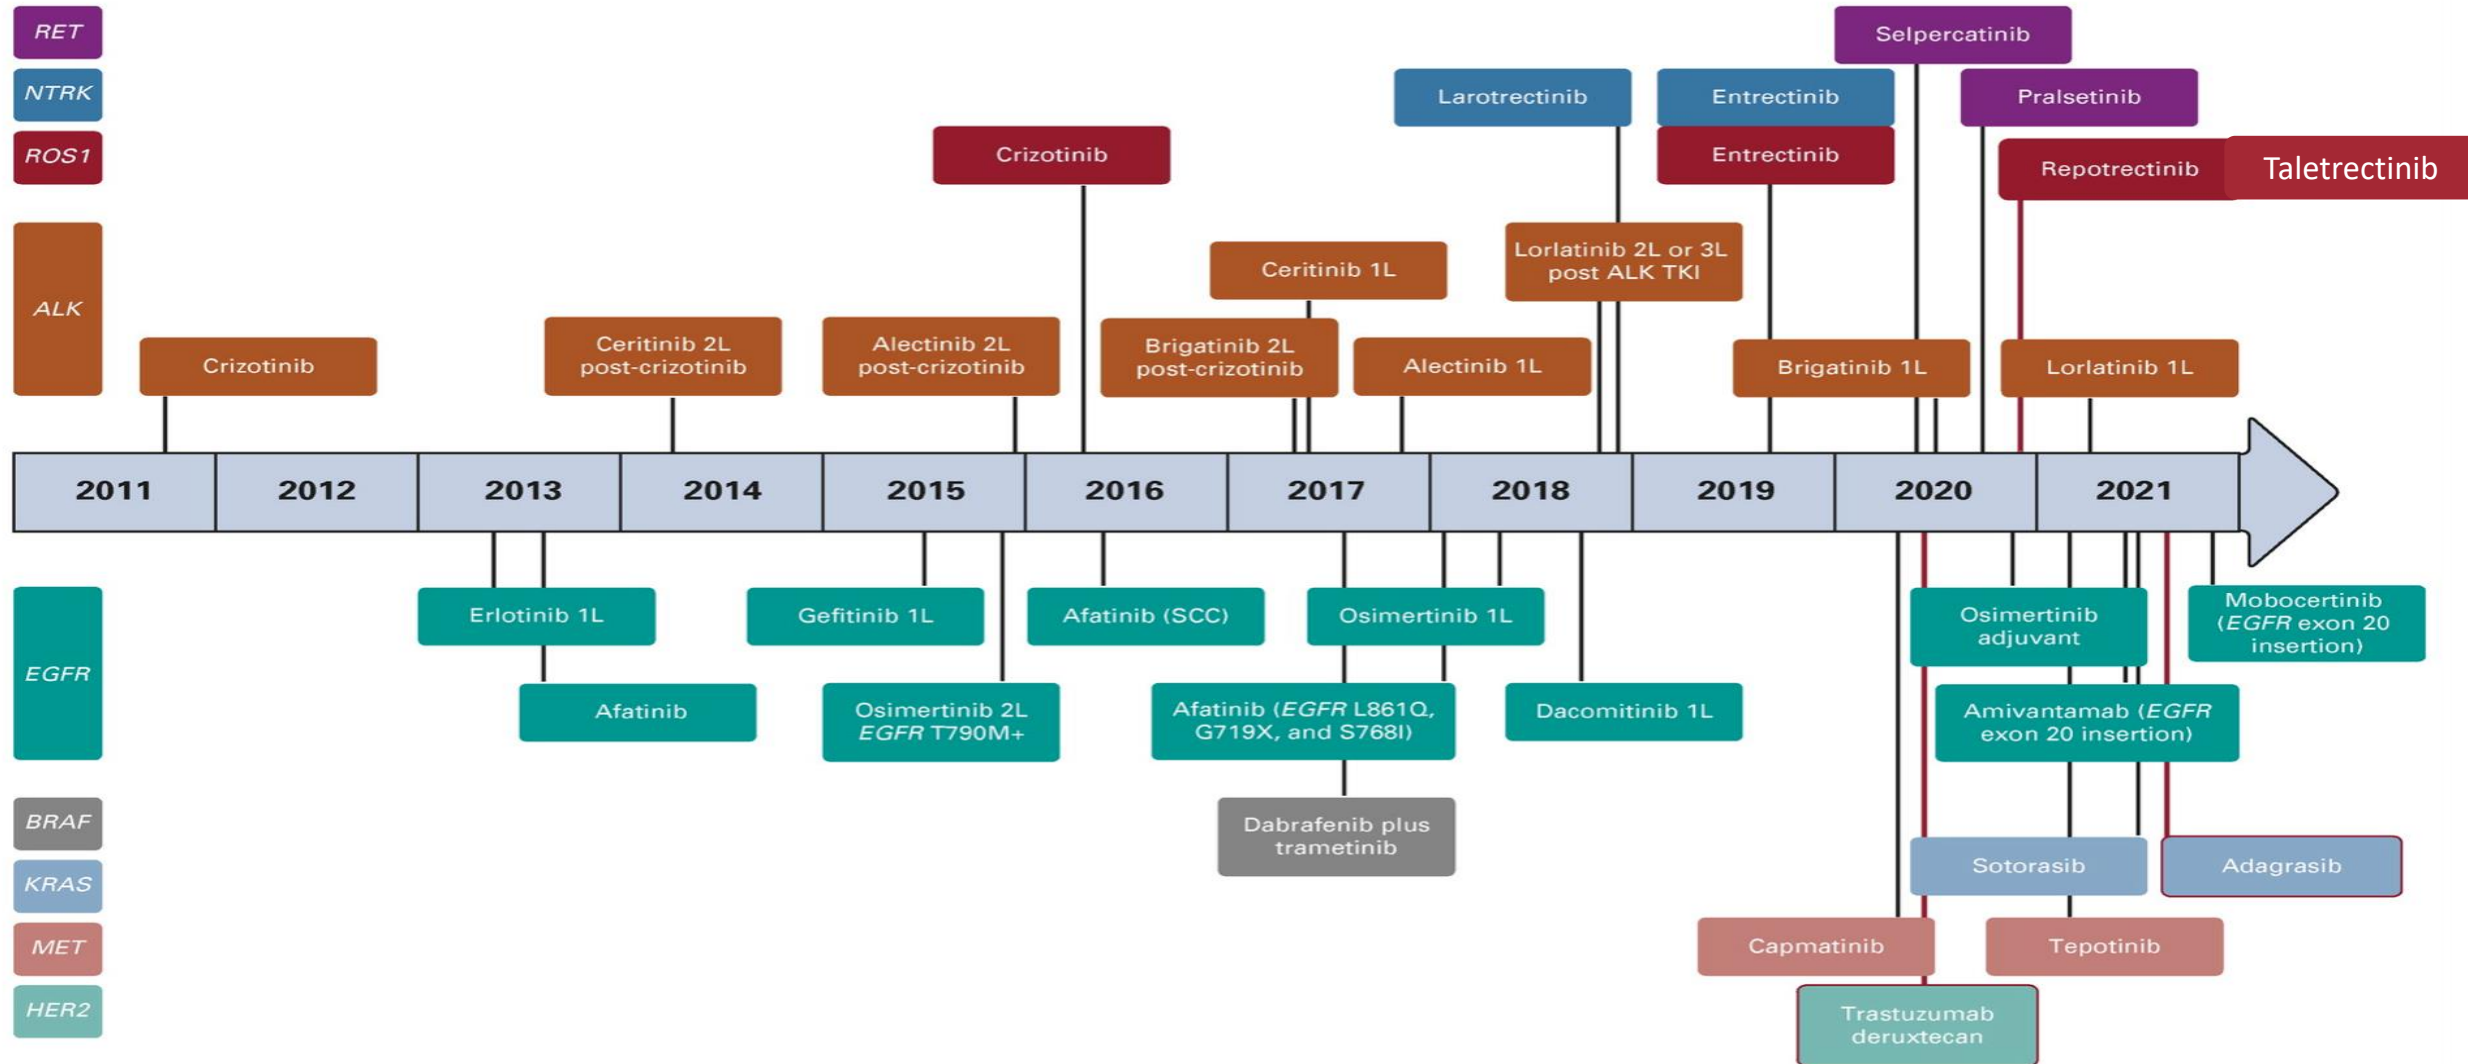 RET
Selpercatinib
NTRK
Larotrectinib
Entrectinib
Pralsetinib
ROS1
Crizotinib
Entrectinib
Repotrectinib
Taletrectinib
ALK
Lorlatinib 2L or 3L
post ALK TKI
Ceritinib 1L
Crizotinib
Ceritinib 2L
post-crizotinib
Alectinib 2L
post-crizotinib
Brigatinib 2L
post-crizotinib
Alectinib 1L
Brigatinib 1L
Lorlatinib 1L
2011
2012
2013
2014
2015
2016
2017
2018
2019
2020
2021
EGFR
Erlotinib 1L
Gefitinib 1L
Afatinib (SCC)
Osimertinib 1L
Osimertinib
adjuvant
Mobocertinib
(EGFR exon 20
insertion)
Afatinib
Osimertinib 2L
EGFR T790M+
Afatinib (EGFR L861Q,
G719X, and S768I)
Dacomitinib 1L
Amivantamab (EGFR
exon 20 insertion)
BRAF
Dabrafenib plus
trametinib
KRAS
Sotorasib
Adagrasib
MET
Capmatinib
Tepotinib
HER2
Trastuzumab
deruxtecan